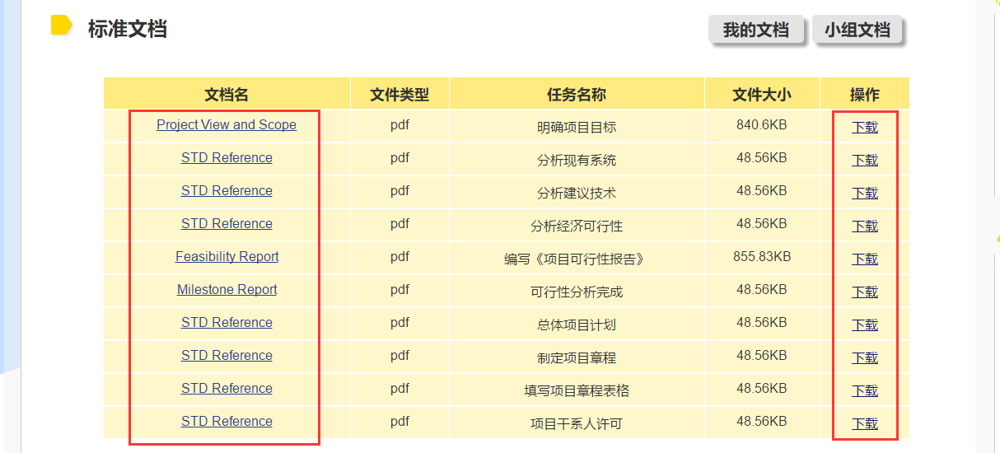 标准文档 我的文档 小组文档
文档名 文件类型 任务名称 文件大小 操作
Project View and Scope pdf 明确项目目标 840.6KB 下载
STD Reference pdf 分析现有系统 48.56KB 下载
STD Reference pdf 分析建议技术 48.56KB 下载
STD Reference pdf 分析经济可行性 48.56KB 下载
Feasibility Report pdf 编写《项目可行性报告》 855.83KB 下载
Milestone Report pdf 可行性分析完成 48.56KB 下载
STD Reference pdf 总体项目计划 48.56KB 下载
STD Reference pdf 制定项目章程 48.56KB 下载
STD Reference pdf 填写项目章程表格 48.56KB 下载
STD Reference pdf 项目干系人许可 48.56KB 下载